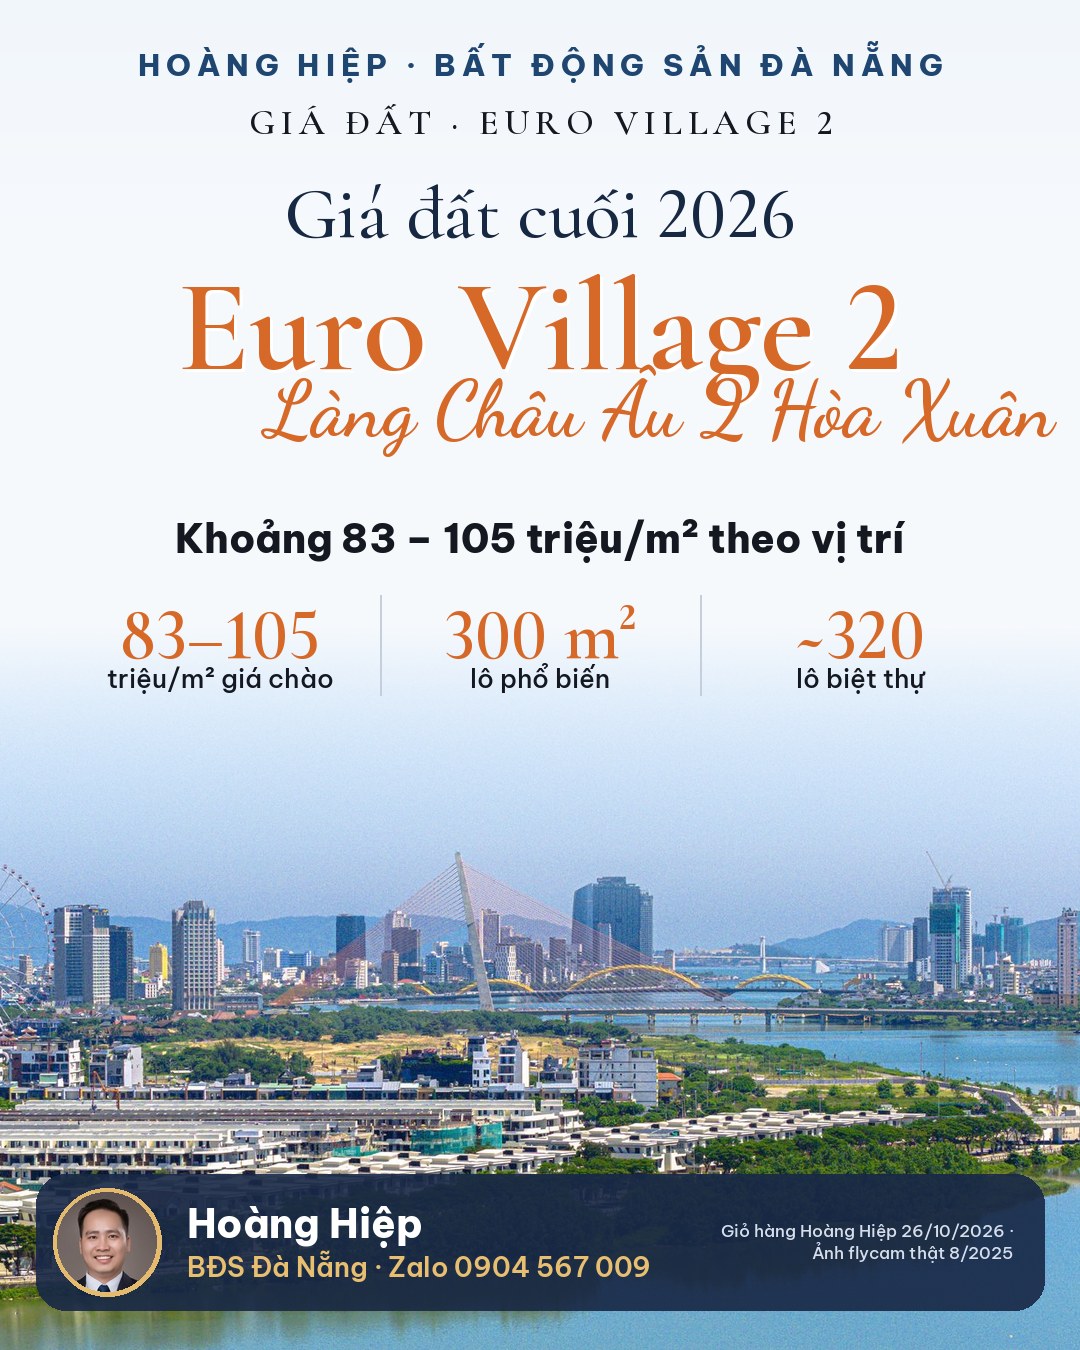 HOÀNG HIỆP · BẤT ĐỘNG SẢN ĐÀ NẴNG
GIÁ ĐẤT · EURO VILLAGE 2
Giá đất cuối 2026
Euro Village 2
Làng Châu Âu 2 Hòa Xuân
Khoảng 83 – 105 triệu/m² theo vị trí
83–105
triệu/m² giá chào
300 m²
lô phổ biến
~320
lô biệt thự
Hoàng Hiệp
BĐS Đà Nẵng · Zalo 0904 567 009
Giỏ hàng Hoàng Hiệp 26/10/2026 ·
Ảnh flycam thật 8/2025